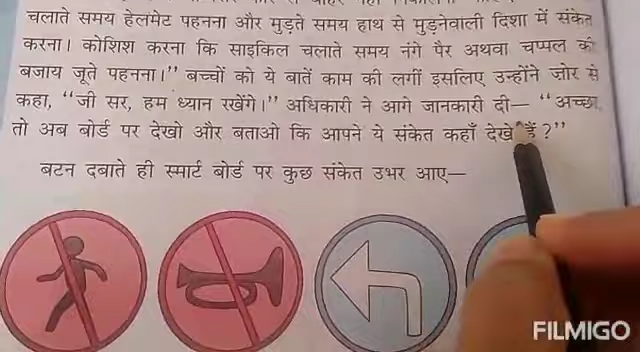 चलाते समय हेलमेट पहनना और मुड़ते समय हाथ से मुड़नेवाली दिशा में संकेत
करना। कोशिश करना कि साइकिल चलाते समय नंगे पैर अथवा चप्पल की
बजाय जूते पहनना।” बच्चों को ये बातें काम की लगीं इसलिए उन्होंने जोर से
कहा, “जी सर, हम ध्यान रखेंगे।” अधिकारी ने आगे जानकारी दी— “अच्छा,
तो अब बोर्ड पर देखो और बताओ कि आपने ये संकेत कहाँ देखे हैं ?”
बटन दबाते ही स्मार्ट बोर्ड पर कुछ संकेत उभर आए—
FILMIGO